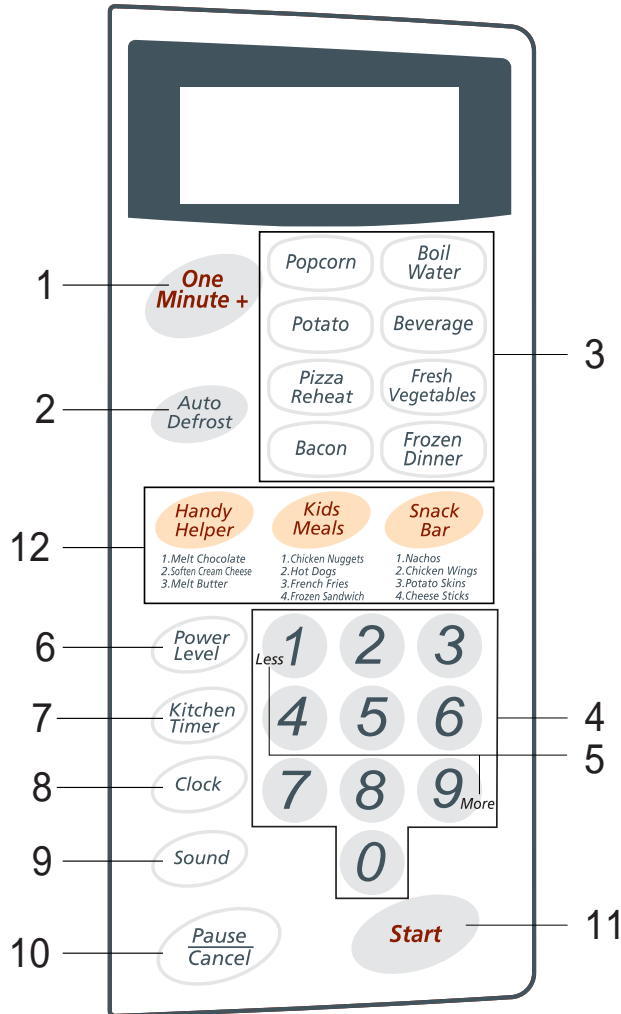 1
One
Minute +
Popcorn
Boil
Water
Potato
Beverage
3
2
Auto
Defrost
Pizza
Reheat
Fresh
Vegetables
Bacon
Frozen
Dinner
12
Handy
Helper
1.Melt Chocolate
2.Soften Cream Cheese
3.Melt Butter
Kids
Meals
1.Chicken Nuggets
2.Hot Dogs
3.French Fries
4.Frozen Sandwich
Snack
Bar
1.Nachos
2.Chicken Wings
3.Potato Skins
4.Cheese Sticks
6
Power
Level
Less
1
2
3
7
Kitchen
Timer
4
5
6
4
5
8
Clock
7
8
9
More
9
Sound
0
10
Pause
Cancel
Start
11